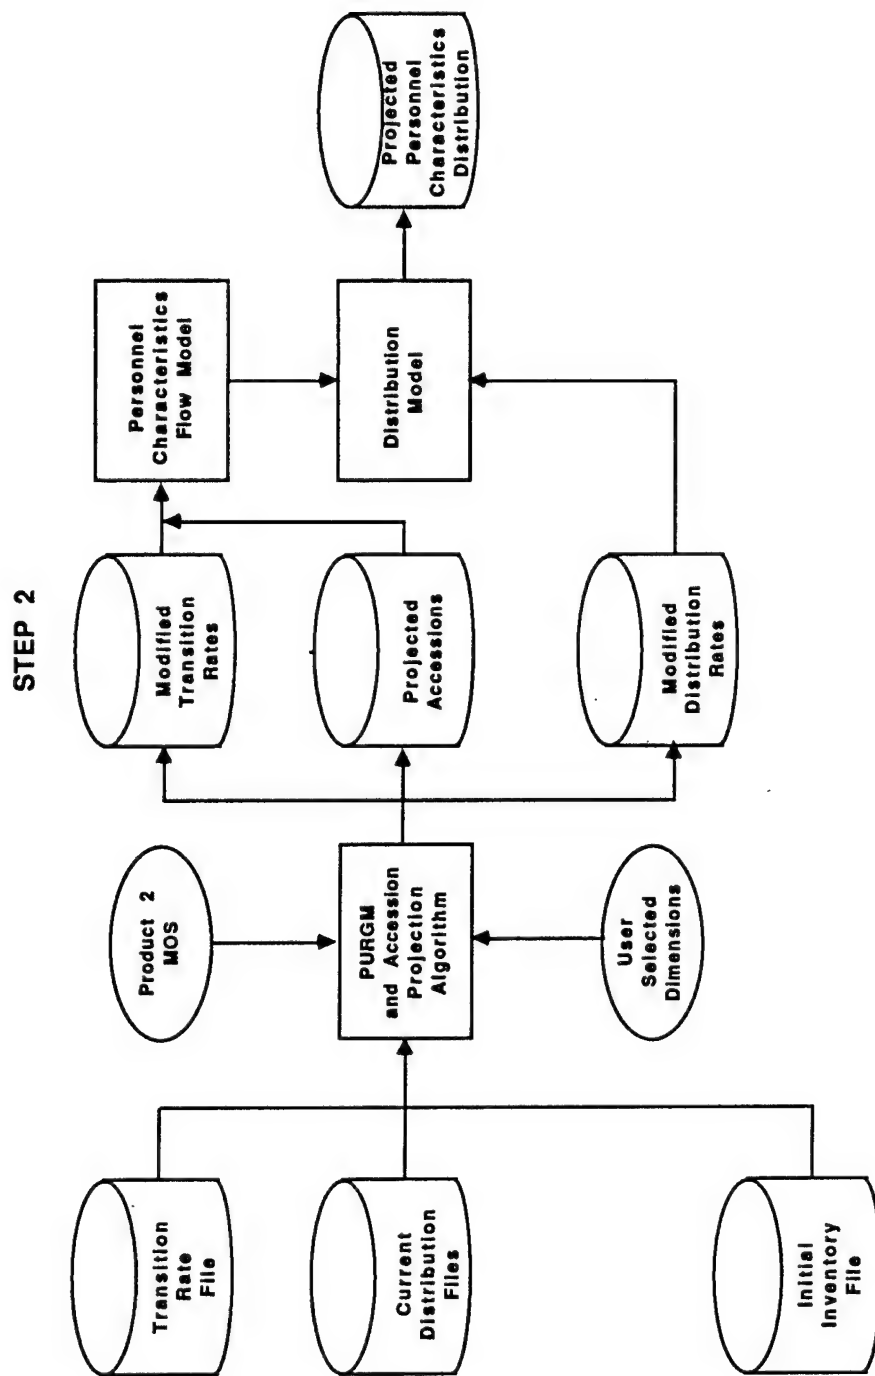 STEP 2
Transition
Rate
File
Current
Distribution
Files
Initial
Inventory
File
Product 2
MOS
PURGM
and Accession
Projection
Algorithm
User
Selected
Dimensions
Modified
Transition
Rates
Projected
Accessions
Modified
Distribution
Rates
Personnel
Characteristics
Flow Model
Distribution
Model
Projected
Personnel
Characteristics
Distribution